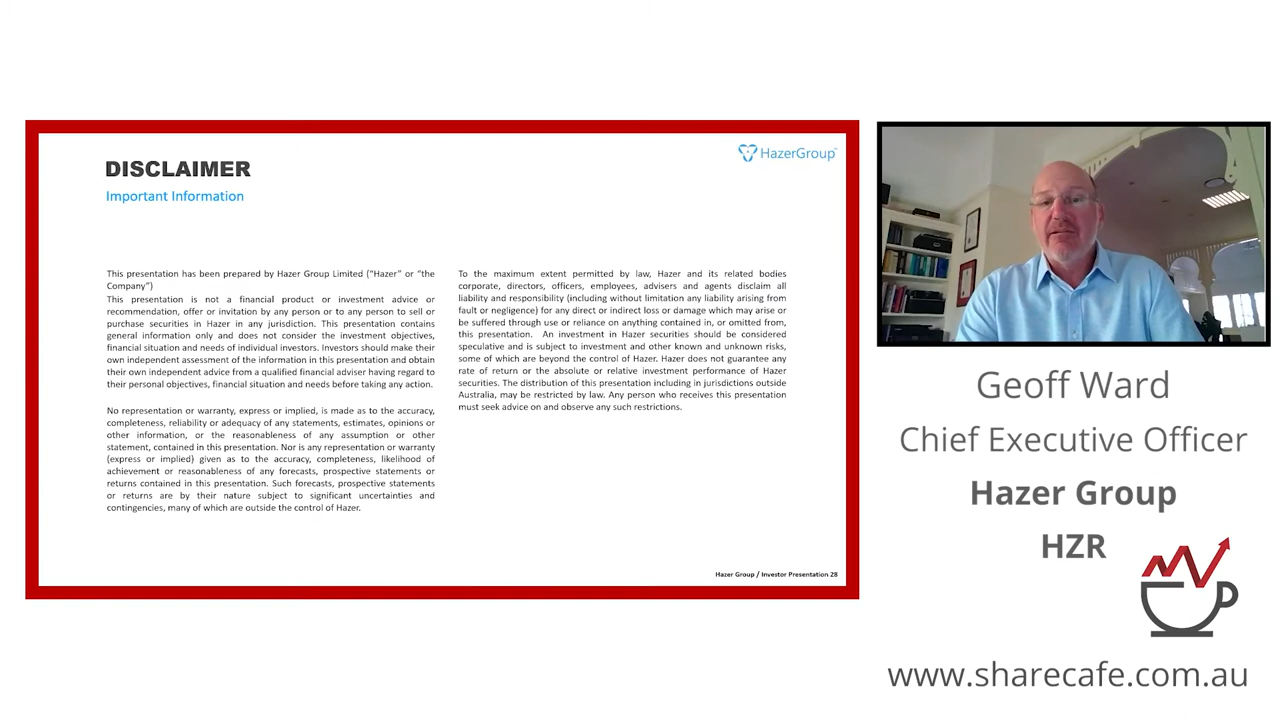 DISCLAIMER
Important Information
HazerGroup
This presentation has been prepared by Hazer Group Limited (“Hazer” or “the
Company”)
This presentation is not a financial product or investment advice or
recommendation, offer or invitation by any person or to any person to sell or
purchase securities in Hazer in any jurisdiction. This presentation contains
general information only and does not consider the investment objectives,
financial situation and needs of individual investors. Investors should make their
own independent assessment of the information in this presentation and obtain
their own independent advice from a qualified financial adviser having regard to
their personal objectives, financial situation and needs before taking any action.
No representation or warranty, express or implied, is made as to the accuracy,
completeness, reliability or adequacy of any statements, estimates, opinions or
other information, or the reasonableness of any assumption or other
statement, contained in this presentation. Nor is any representation or warranty
(express or implied) given as to the accuracy, completeness, likelihood of
achievement or reasonableness of any forecasts, prospective statements or
returns contained in this presentation. Such forecasts, prospective statements
or returns are by their nature subject to significant uncertainties and
contingencies, many of which are outside the control of Hazer.
To the maximum extent permitted by law, Hazer and its related bodies
corporate, directors, officers, employees, advisers and agents disclaim all
liability and responsibility (including without limitation any liability arising from
fault or negligence) for any direct or indirect loss or damage which may arise or
be suffered through use or reliance on anything contained in, or omitted from,
this presentation. An investment in Hazer securities should be considered
speculative and is subject to investment and other known and unknown risks,
some of which are beyond the control of Hazer. Hazer does not guarantee any
rate of return or the absolute or relative investment performance of Hazer
securities. The distribution of this presentation including in jurisdictions outside
Australia, may be restricted by law. Any person who receives this presentation
must seek advice on and observe any such restrictions.
Hazer Group / Investor Presentation 28
Geoff Ward
Chief Executive Officer
Hazer Group
HZR
www.sharecafe.com.au